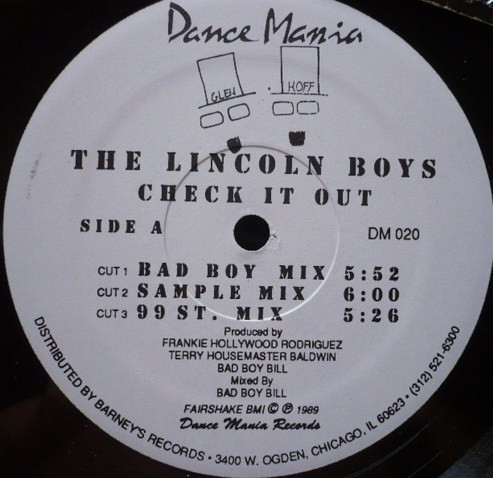 Dance Mania
GLEN HOFF
THE LINCOLN BOYS
CHECK IT OUT
SIDE A DM 020
CUT 1 BAD BOY MIX 5:52
CUT 2 SAMPLE MIX 6:00
CUT 3 99 ST. MIX 5:26
Produced by
FRANKIE HOLLYWOOD RODRIGUEZ
TERRY HOUSEMASTER BALDWIN
BAD BOY BILL
Mixed By
BAD BOY BILL
FAIRSHAKE BMI © ℗ 1989
Dance Mania Records
DISTRIBUTED BY BARNEY'S RECORDS • 3400 W. OGDEN, CHICAGO, IL 60623 • (312) 521-6300